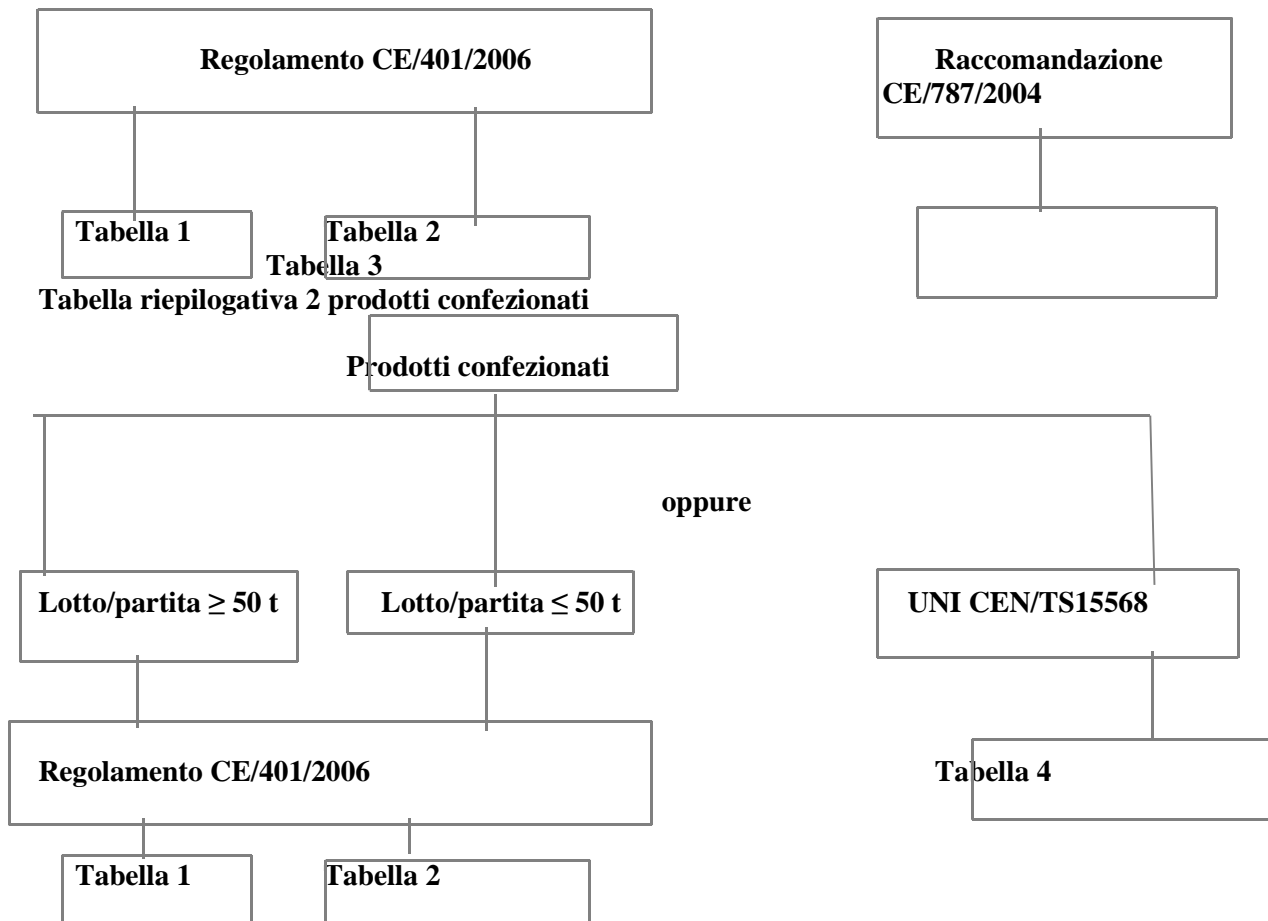 Regolamento CE/401/2006
Raccomandazione
CE/787/2004
Tabella 1
Tabella 2
Tabella 3
Tabella riepilogativa 2 prodotti confezionati
Prodotti confezionati
oppure
Lotto/partita ≥ 50 t
Lotto/partita ≤ 50 t
UNI CEN/TS15568
Regolamento CE/401/2006
Tabella 4
Tabella 1
Tabella 2